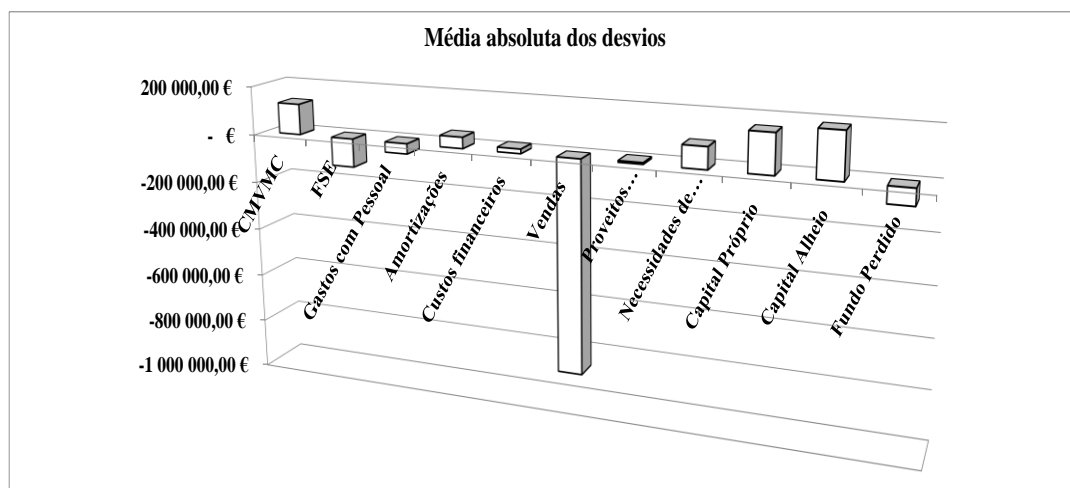 Média absoluta dos desvios
200 000,00 €
- €
-200 000,00 €
-400 000,00 €
-600 000,00 €
-800 000,00 €
-1 000 000,00 €
CMVMC
FSE
Gastos com Pessoal
Amortizações
Custos financeiros
Vendas
Proveitos…
Necessidades de…
Capital Próprio
Capital Alheio
Fundo Perdido